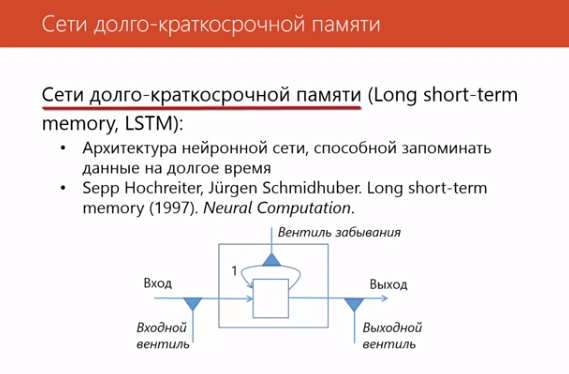 Сети долго-краткосрочной памяти
Сети долго-краткосрочной памяти (Long short-term
memory, LSTM):
• Архитектура нейронной сети, способной запоминать
данные на долгое время
• Sepp Hochreiter, Jürgen Schmidhuber. Long short-term
memory (1997). Neural Computation.
Вентиль забывания
1
Вход
Выход
Входной
вентиль
Выходной
вентиль